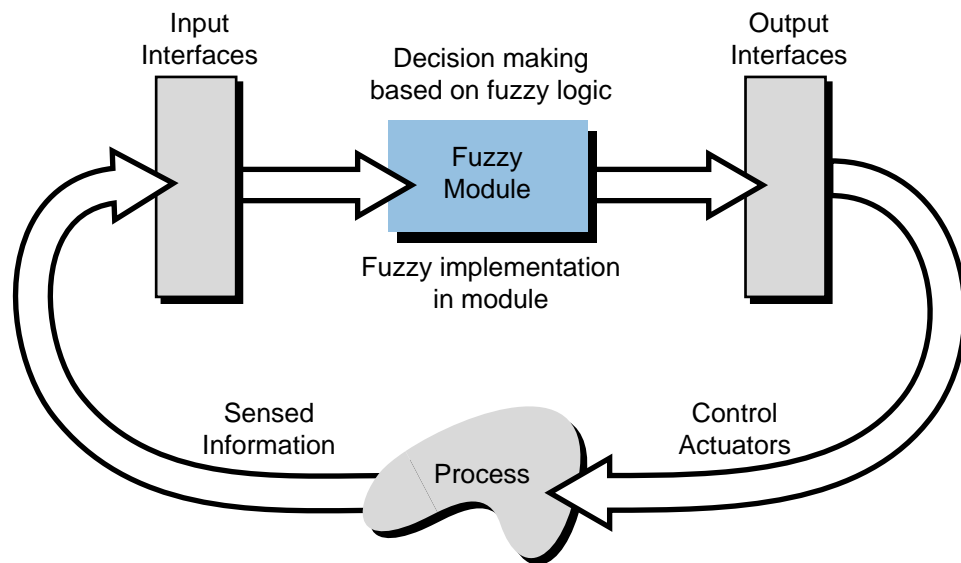 Input
Interfaces
Decision making
based on fuzzy logic
Output
Interfaces
Fuzzy
Module
Fuzzy implementation
in module
Sensed
Information
Process
Control
Actuators